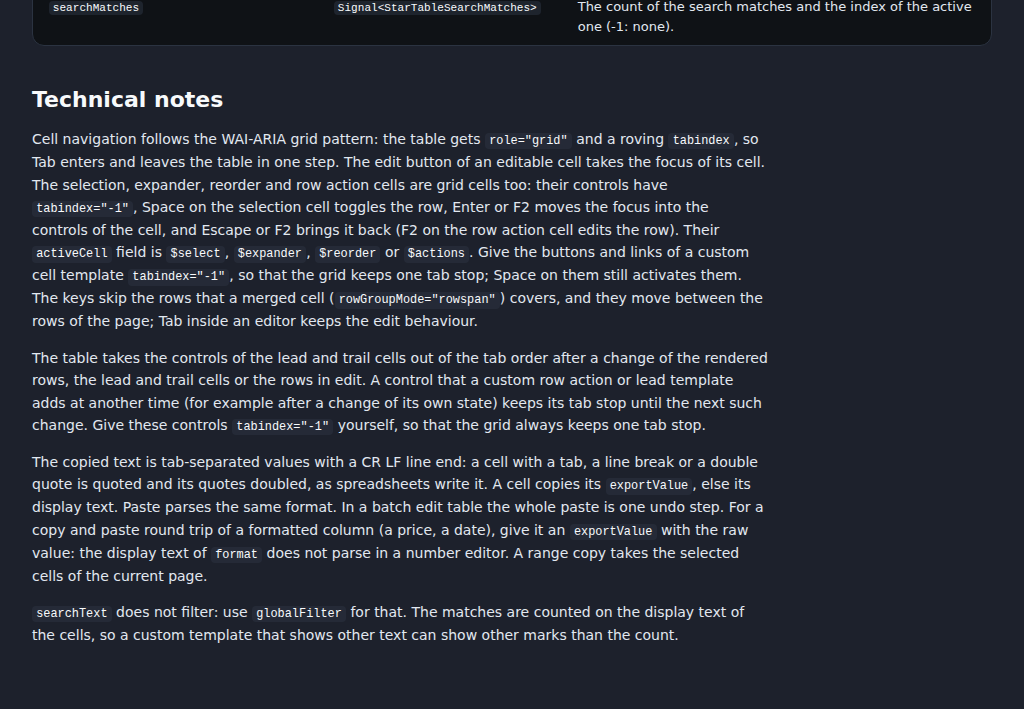 searchMatches Signal<StarTableSearchMatches> The count of the search matches and the index of the active
one (-1: none).
Technical notes
Cell navigation follows the WAI-ARIA grid pattern: the table gets role="grid" and a roving tabindex, so
Tab enters and leaves the table in one step. The edit button of an editable cell takes the focus of its cell.
The selection, expander, reorder and row action cells are grid cells too: their controls have
tabindex="-1", Space on the selection cell toggles the row, Enter or F2 moves the focus into the
controls of the cell, and Escape or F2 brings it back (F2 on the row action cell edits the row). Their
activeCell field is $select, $expander, $reorder or $actions. Give the buttons and links of a custom
cell template tabindex="-1", so that the grid keeps one tab stop; Space on them still activates them.
The keys skip the rows that a merged cell (rowGroupMode="rowspan") covers, and they move between the
rows of the page; Tab inside an editor keeps the edit behaviour.
The table takes the controls of the lead and trail cells out of the tab order after a change of the rendered
rows, the lead and trail cells or the rows in edit. A control that a custom row action or lead template
adds at another time (for example after a change of its own state) keeps its tab stop until the next such
change. Give these controls tabindex="-1" yourself, so that the grid always keeps one tab stop.
The copied text is tab-separated values with a CR LF line end: a cell with a tab, a line break or a double
quote is quoted and its quotes doubled, as spreadsheets write it. A cell copies its exportValue, else its
display text. Paste parses the same format. In a batch edit table the whole paste is one undo step. For a
copy and paste round trip of a formatted column (a price, a date), give it an exportValue with the raw
value: the display text of format does not parse in a number editor. A range copy takes the selected
cells of the current page.
searchText does not filter: use globalFilter for that. The matches are counted on the display text of
the cells, so a custom template that shows other text can show other marks than the count.